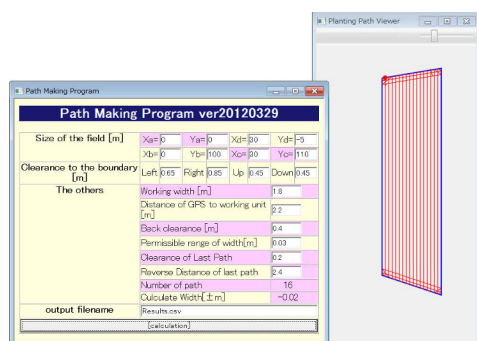 Planting Path Viewer
Path Making Program
Path Making Program ver20120329
Size of the field [m] Xa= 0 Ya= 0 Xd= 30 Yd= -5
Xb= 0 Yb= 100 Xc= 30 Yc= 110
Clearance to the boundary [m] Left 0.65 Right 0.85 Up 0.45 Down 0.45
The others
Working width [m] 1.8
Distance of GPS to working unit [m] 2.2
Back clearance [m] 0.4
Permissible range of width[m] 0.03
Clearance of Last Path 0.2
Reverse Distance of last path 2.4
Number of path 16
Culculate Width[±m] -0.02
output filename Results.csv
[calculation]